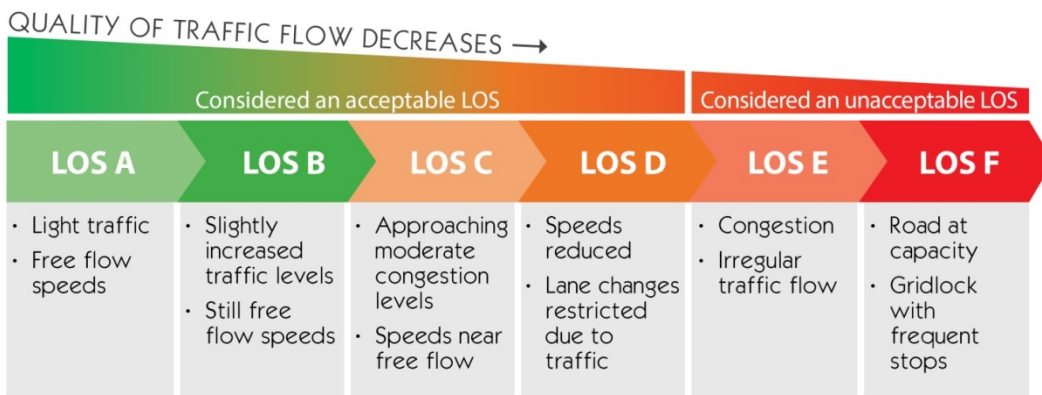 QUALITY OF TRAFFIC FLOW DECREASES →
Considered an acceptable LOS
Considered an unacceptable LOS
LOS A
LOS B
LOS C
LOS D
LOS E
LOS F
• Light traffic
• Free flow
speeds
• Slightly
increased
traffic levels
• Still free
flow speeds
• Approaching
moderate
congestion
levels
• Speeds near
free flow
• Speeds
reduced
• Lane changes
restricted
due to
traffic
• Congestion
• Irregular
traffic flow
• Road at
capacity
• Gridlock
with
frequent
stops